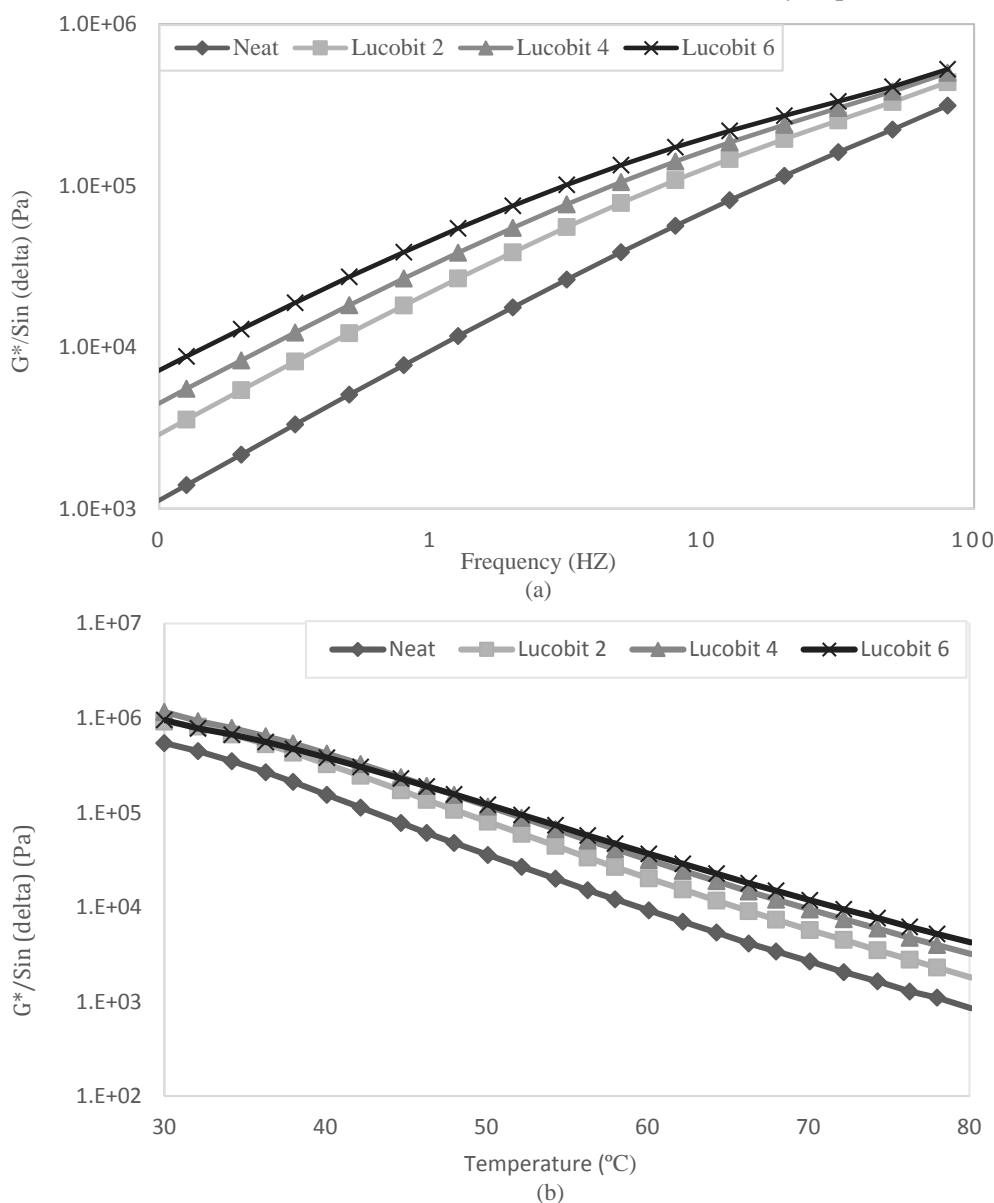 1.0E+06
Neat Lucobit 2 Lucobit 4 Lucobit 6
1.0E+05
G*/Sin (delta) (Pa)
1.0E+04
1.0E+03
0 1 10 100
Frequency (HZ)
(a)
1.E+07
Neat Lucobit 2 Lucobit 4 Lucobit 6
1.E+06
1.E+05
G*/Sin (delta) (Pa)
1.E+04
1.E+03
1.E+02
30 40 50 60 70 80
Temperature (ºC)
(b)